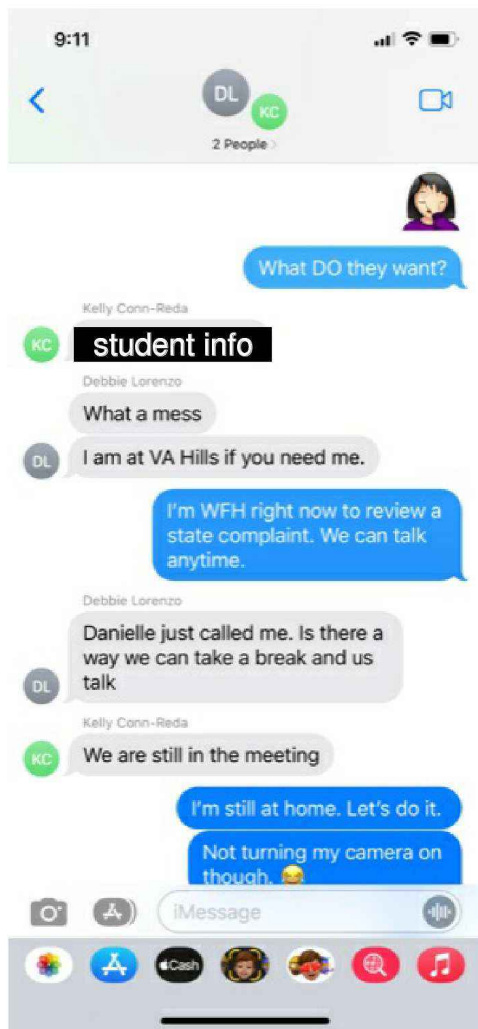 9:11
DL
KC
2 People
What DO they want?
Kelly Conn-Reda
KC
student info
Debbie Lorenzo
What a mess
DL
I am at VA Hills if you need me.
I'm WFH right now to review a
state complaint. We can talk
anytime.
Debbie Lorenzo
Danielle just called me. Is there a
way we can take a break and us
talk
DL
Kelly Conn-Reda
KC
We are still in the meeting
I'm still at home. Let's do it.
Not turning my camera on
though. 😂
iMessage
Cash